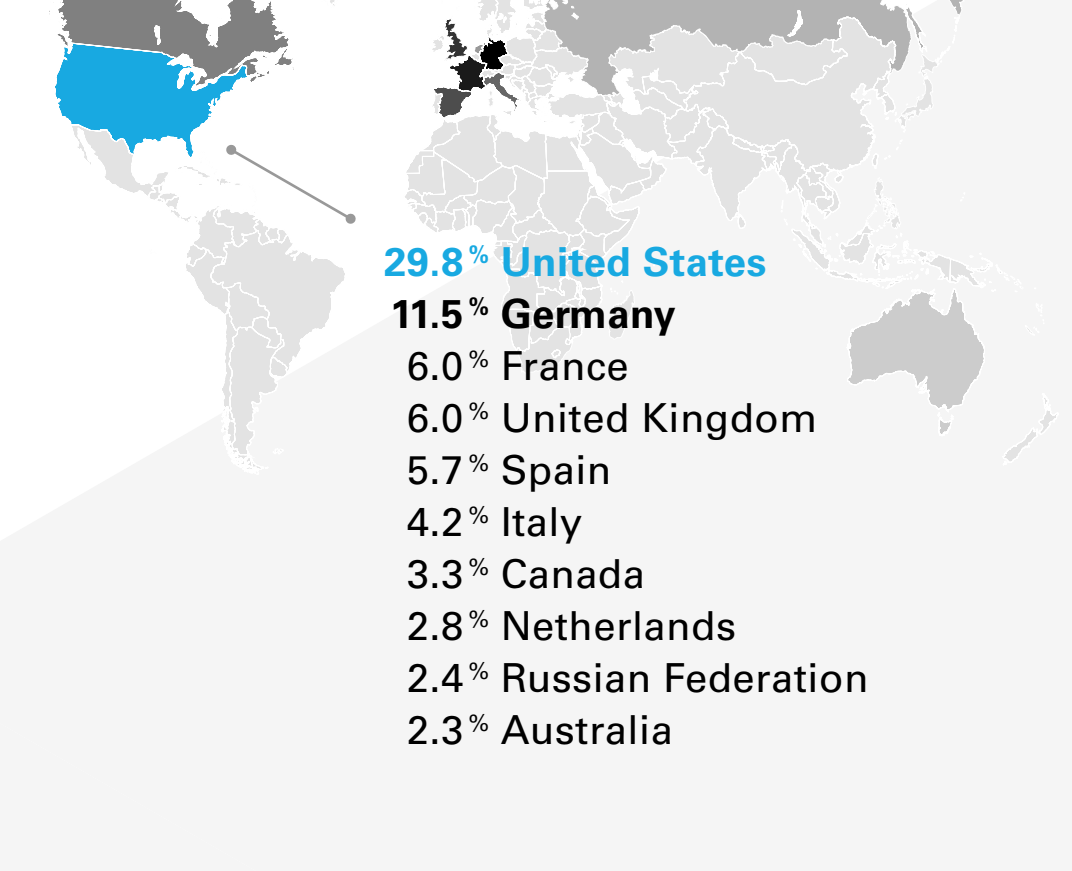 29.8% United States
11.5% Germany
6.0% France
6.0% United Kingdom
5.7% Spain
4.2% Italy
3.3% Canada
2.8% Netherlands
2.4% Russian Federation
2.3% Australia